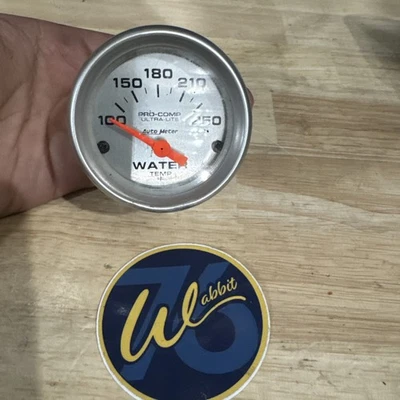 180
150 210
100 250
PRO-COMP
ULTRA-LITE
Auto Meter
WATER
TEMP
76
Wabbit